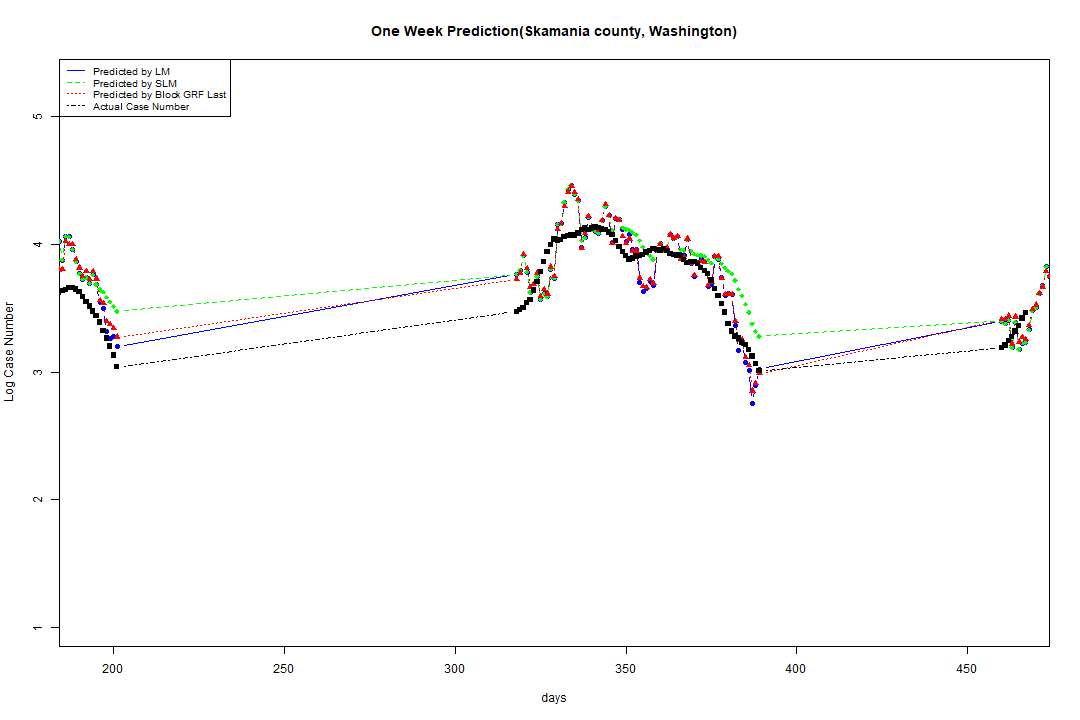 One Week Prediction(Skamania county, Washington)
Predicted by LM
Predicted by SLM
Predicted by Block GRF Last
Actual Case Number
5
4
3
2
1
Log Case Number
200 250 300 350 400 450
days